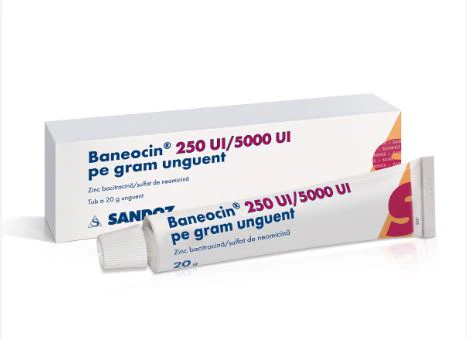 Baneocin® 250 UI/5000 UI
pe gram unguent
Zinc bacitracină/sulfat de neomicină
Tub a 20 g unguent
SANDOZ
Baneocin® 250 UI/5000 UI
pe gram unguent
Zinc bacitracină/sulfat de neomicină
20 g